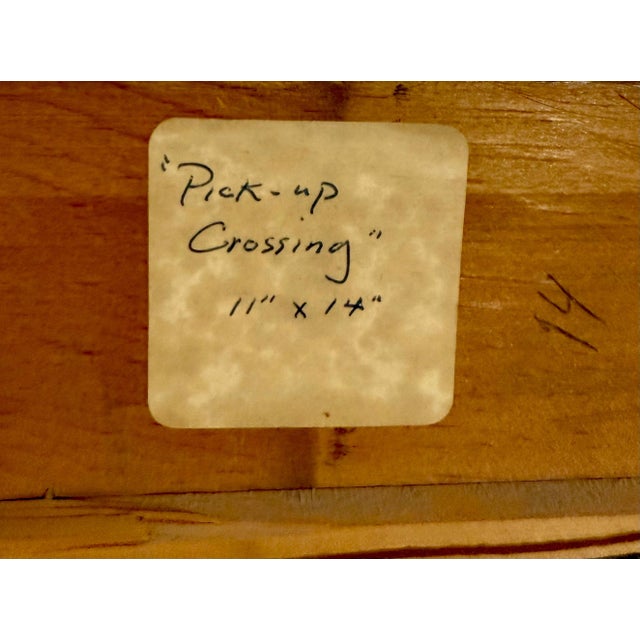 "Pick-up
Crossing"
11" x 14"
14